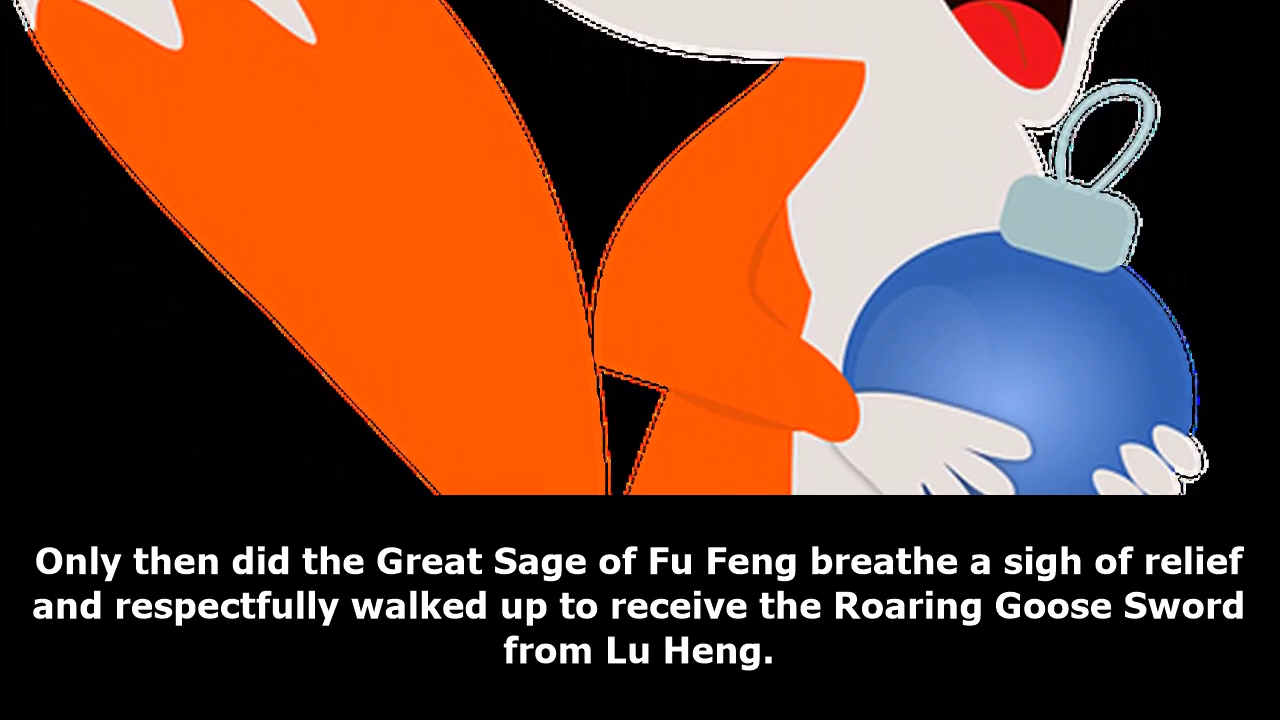 Only then did the Great Sage of Fu Feng breathe a sigh of relief
and respectfully walked up to receive the Roaring Goose Sword
from Lu Heng.